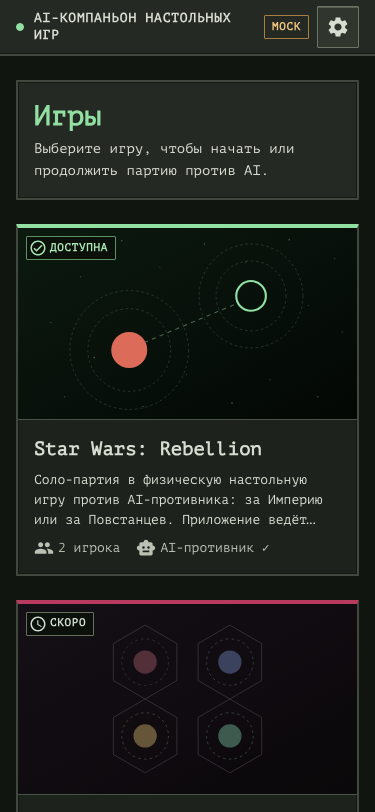 AI-КОМПАНЬОН НАСТОЛЬНЫХ
ИГР
МОСК
Игры
Выберите игру, чтобы начать или
продолжить партию против AI.
ДОСТУПНА
Star Wars: Rebellion
Соло-партия в физическую настольную
игру против AI-противника: за Империю
или за Повстанцев. Приложение ведёт…
2 игрока AI-противник ✓
СКОРО